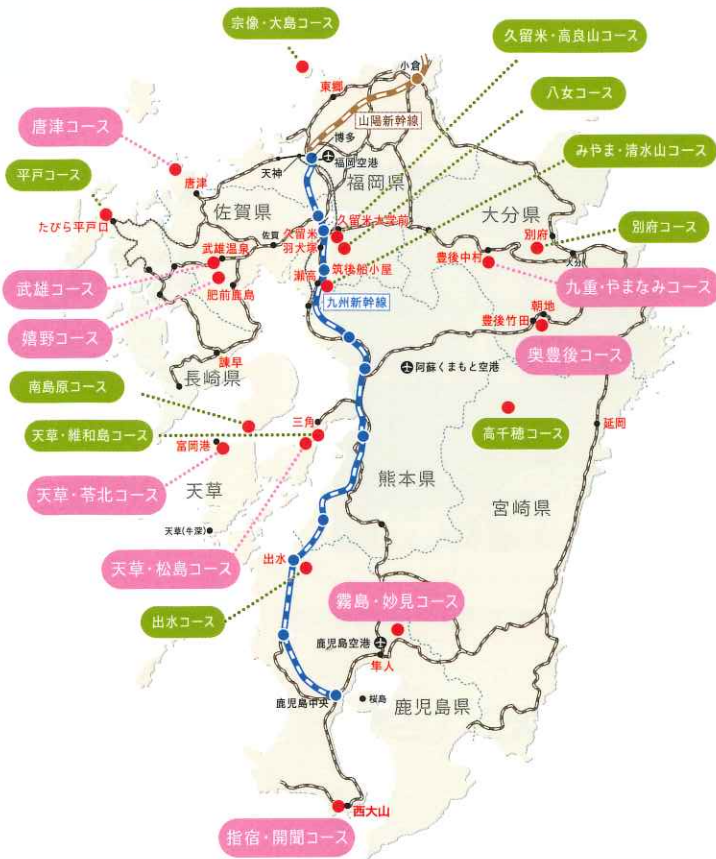 宗像・大島コース
久留米・高良山コース
小倉
八女コース
東郷
山陽新幹線
唐津コース
博多
みやま・清水山コース
天神
福岡空港
平戸コース
福岡県
唐津
佐賀県
大分県
たびら平戸口
久留米大学前
久留米
別府コース
佐賀
羽犬塚
別府
武雄温泉
豊後中村
大分
筑後船小屋
武雄コース
瀬高
九重・やまなみコース
肥前鹿島
九州新幹線
朝地
豊後竹田
嬉野コース
諫早
奥豊後コース
阿蘇くまもと空港
長崎県
南島原コース
三角
延岡
天草・維和島コース
高千穂コース
富岡港
天草・苓北コース
熊本県
天草
宮崎県
天草(牛深)
出水
天草・松島コース
霧島・妙見コース
出水コース
鹿児島空港
隼人
鹿児島中央
桜島
鹿児島県
西大山
指宿・開聞コース